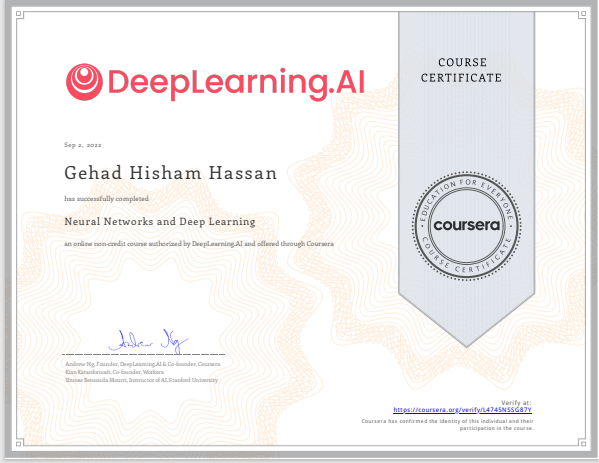 DeepLearning.AI
COURSE
CERTIFICATE
Sep 2, 2022
Gehad Hisham Hassan
has successfully completed
Neural Networks and Deep Learning
an online non-credit course authorized by DeepLearning.AI and offered through Coursera
EDUCATION FOR EVERYONE
coursera
COURSE CERTIFICATE
Andrew Ng
Andrew Ng, Founder, DeepLearning.AI & Co-founder, Coursera
Kian Katanforoosh, Co-founder, Workera
Younes Bensouda Mourri, Instructor of AI, Stanford University
Verify at:
https://coursera.org/verify/L4745NSSG87Y
Coursera has confirmed the identity of this individual and their
participation in the course.